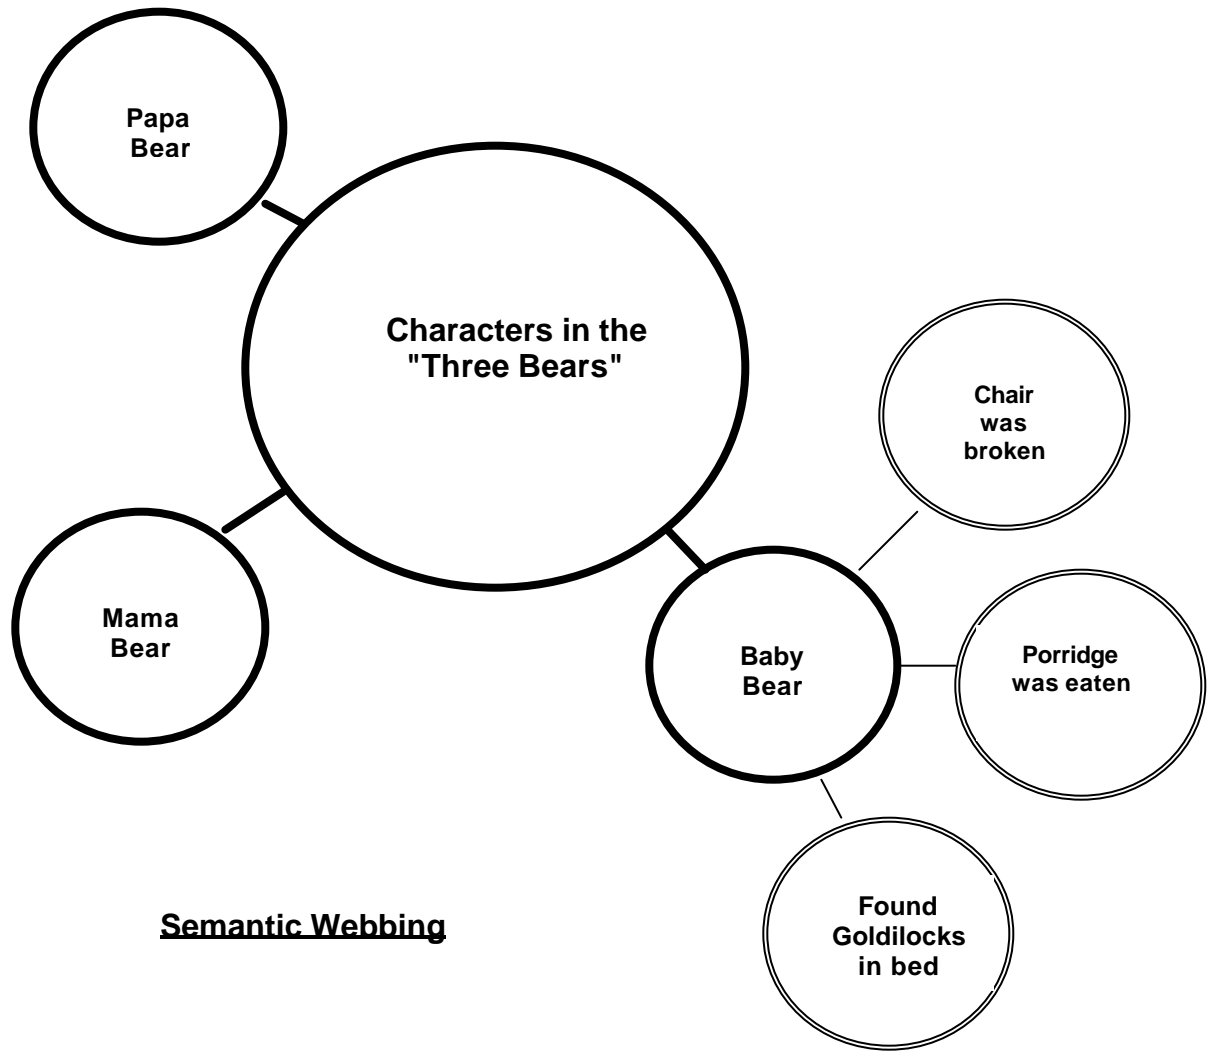 Papa
Bear
Characters in the
"Three Bears"
Chair
was
broken
Mama
Bear
Baby
Bear
Porridge
was eaten
Found
Goldilocks
in bed
Semantic Webbing